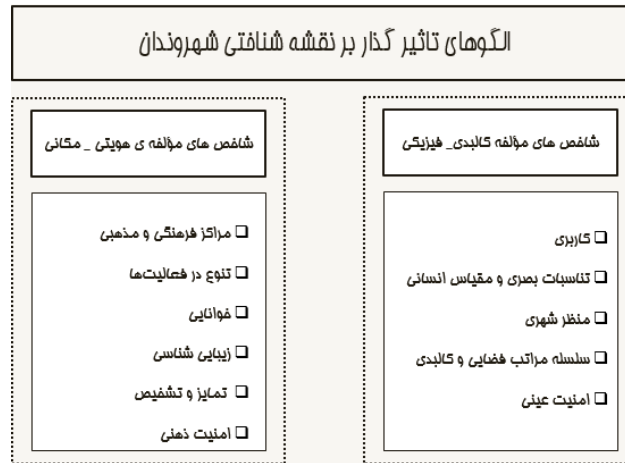 الگوهای تاثیر گذار بر نقشه شناختی شهروندان
شاخص های مؤلفه کالبدی_ فیزیکی
کاربری
تناسبات بصری و مقیاس انسانی
منظر شهری
سلسله مراتب فضایی و کالبدی
امنیت عینی
شاخص های مؤلفه ی هویتی _ مکانی
مراکز فرهنگی و مذهبی
تنوع در فعالیت‌ها
خوانایی
زیبایی شناسی
تمایز و تشخیص
امنیت ذهنی